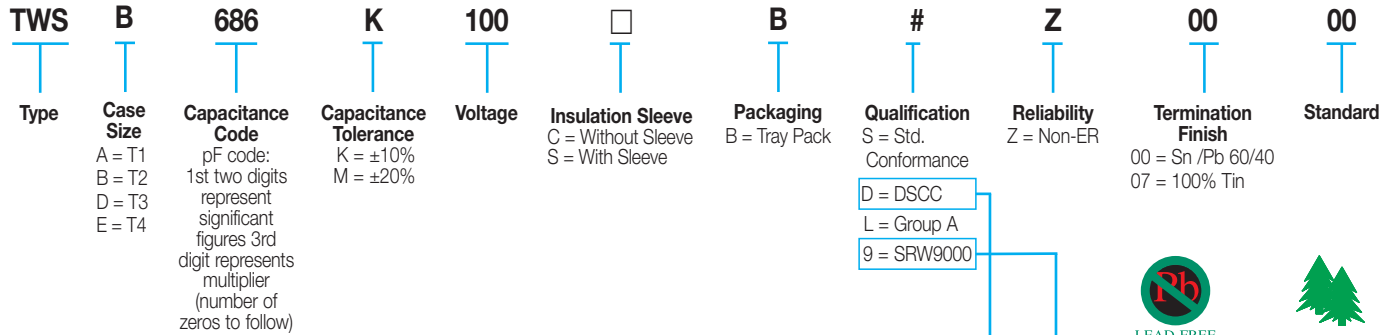 TWS B 686 K 100 □ B # Z 00 00
Type
Case
Size
A = T1
B = T2
D = T3
E = T4
Capacitance
Code
pF code:
1st two digits
represent
significant
figures 3rd
digit represents
multiplier
(number of
zeros to follow)
Capacitance
Tolerance
K = ±10%
M = ±20%
Voltage
Insulation Sleeve
C = Without Sleeve
S = With Sleeve
Packaging
B = Tray Pack
Qualification
S = Std.
Conformance
D = DSCC
L = Group A
9 = SRW9000
Reliability
Z = Non-ER
Termination
Finish
00 = Sn /Pb 60/40
07 = 100% Tin
Standard
Pb
LEAD-FREE